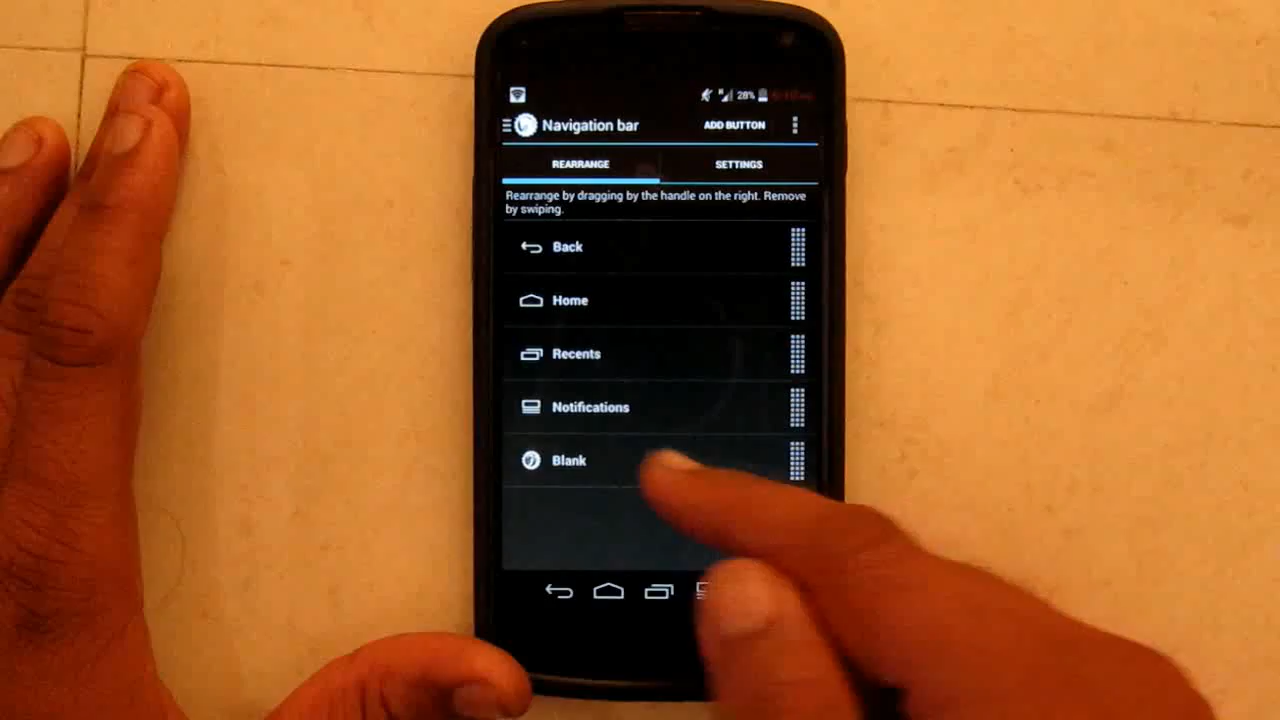 28%
Navigation bar
ADD BUTTON
REARRANGE
SETTINGS
Rearrange by dragging by the handle on the right. Remove
by swiping.
Back
Home
Recents
Notifications
Blank